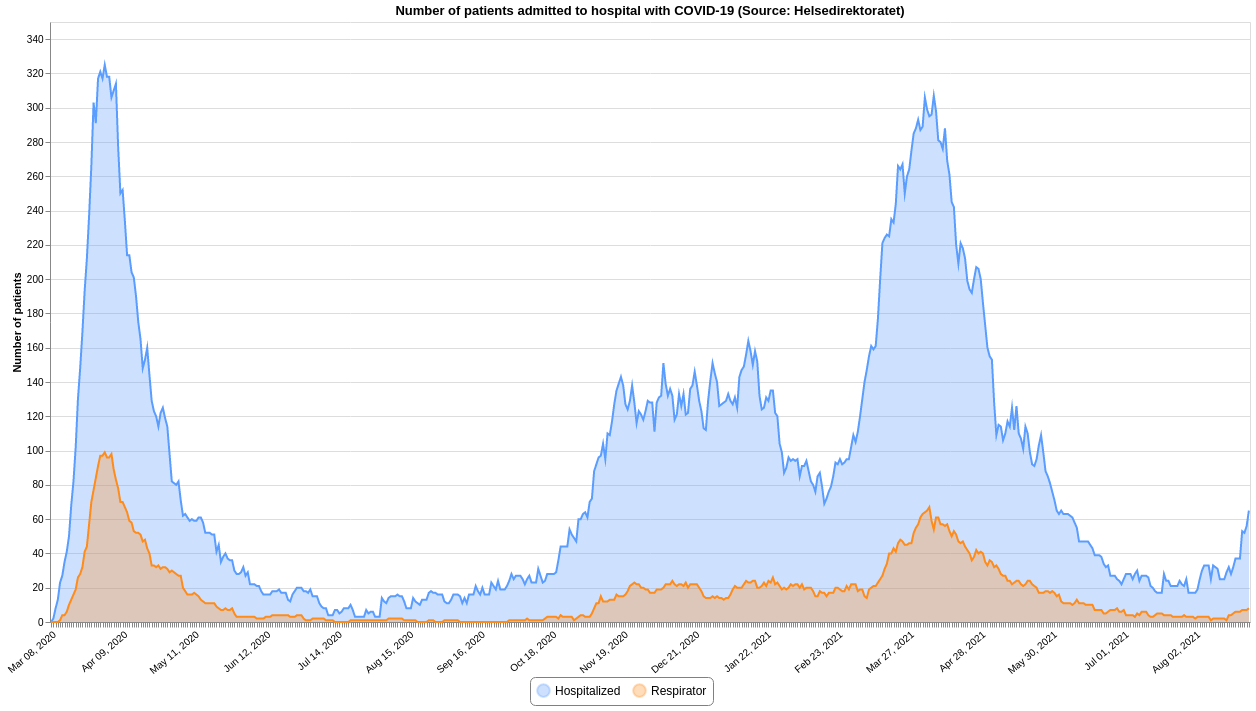 Number of patients admitted to hospital with COVID-19 (Source: Helsedirektoratet)
Number of patients
340
320
300
280
260
240
220
200
180
160
140
120
100
80
60
40
20
0
Mar 08, 2020
Apr 09, 2020
May 11, 2020
Jun 12, 2020
Jul 14, 2020
Aug 15, 2020
Sep 16, 2020
Oct 18, 2020
Nov 19, 2020
Dec 21, 2020
Jan 22, 2021
Feb 23, 2021
Mar 27, 2021
Apr 28, 2021
May 30, 2021
Jul 01, 2021
Aug 02, 2021
Hospitalized
Respirator